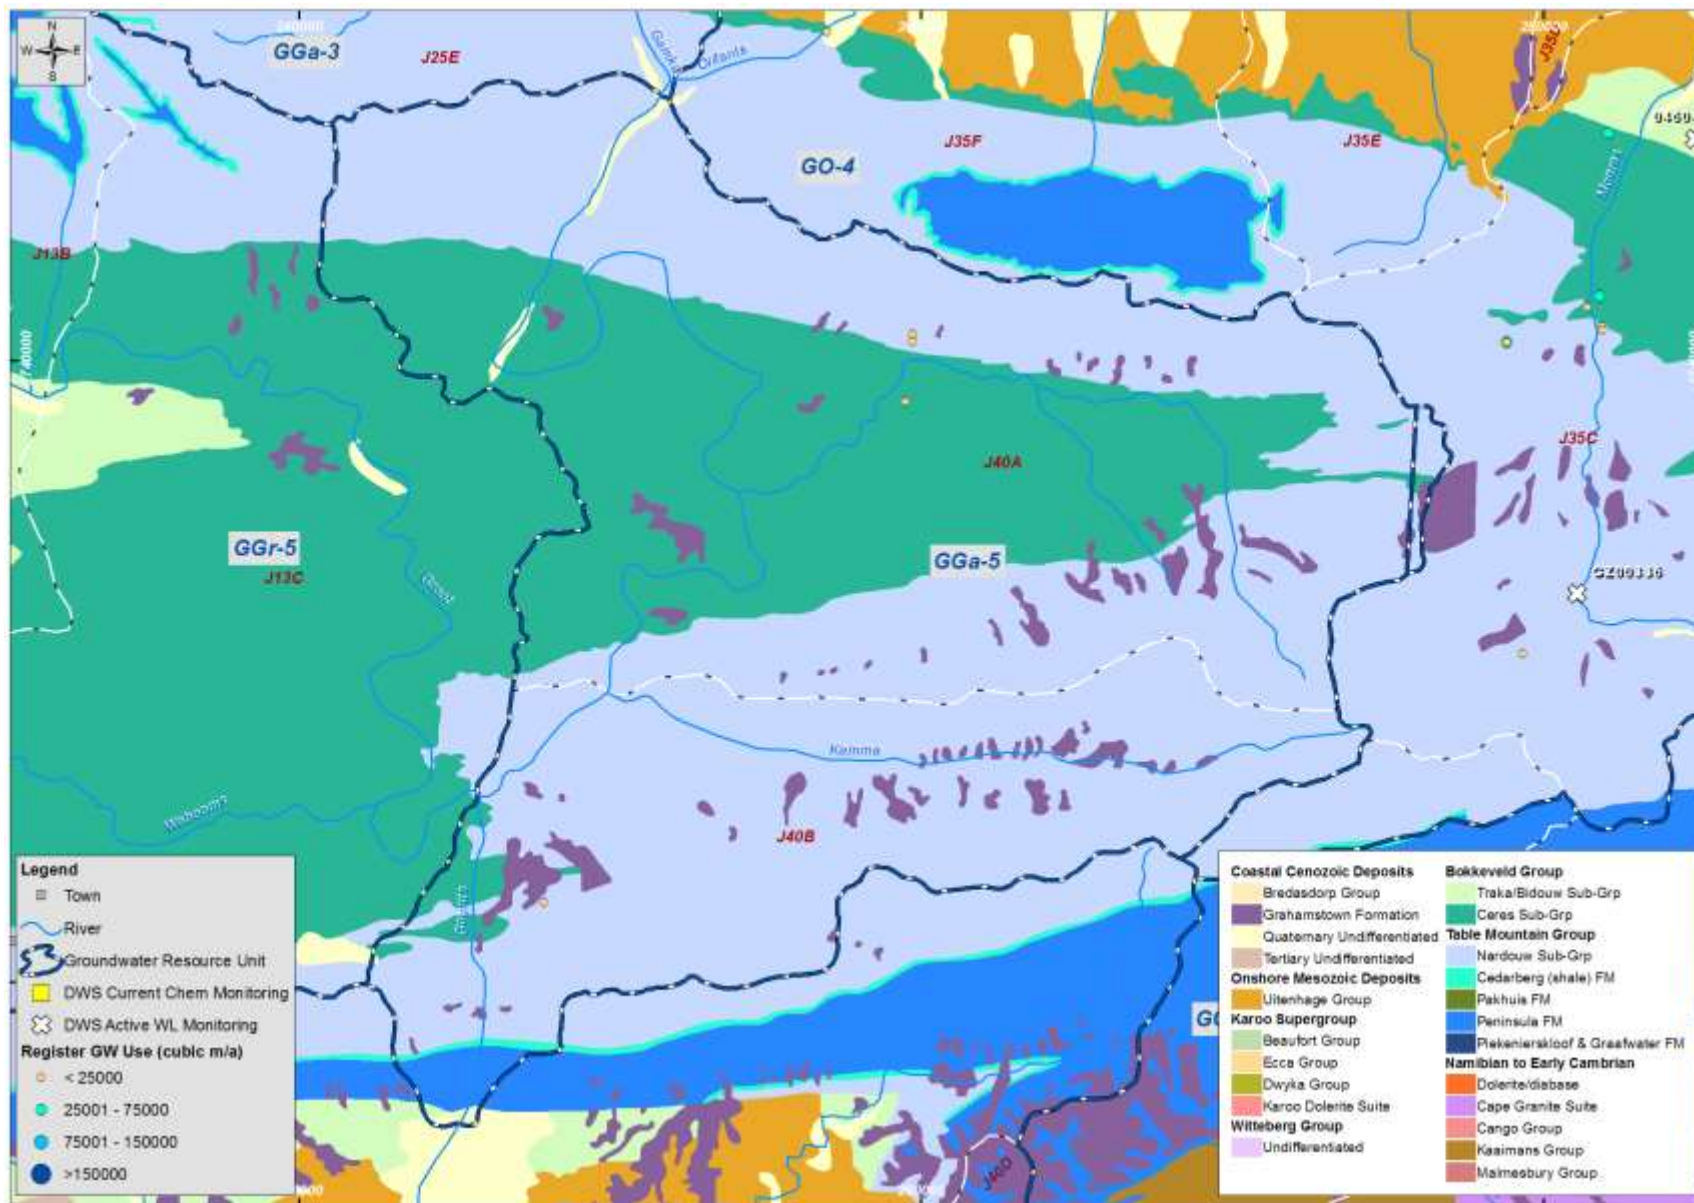 N
W
E
S
GGa-3
J25E
Gamka
Olifants
J35F
J35E
GO-4
J13B
J40A
J35C
GGr-5
J13C
GGa-5
CZ00336
Kamma
J40B
J40D
Legend
Town
River
Groundwater Resource Unit
DWS Current Chem Monitoring
DWS Active WL Monitoring
Register GW Use (cubic m/a)
< 25000
25001 - 75000
75001 - 150000
>150000
Coastal Cenozoic Deposits
Bredasdorp Group
Grahamstown Formation
Quaternary Undifferentiated
Tertiary Undifferentiated
Onshore Mesozoic Deposits
Uitenhage Group
Karoo Supergroup
Beaufort Group
Ecca Group
Dwyka Group
Karoo Dolerite Suite
Witteberg Group
Undifferentiated
Bokkeveld Group
Traka/Bidouw Sub-Grp
Ceres Sub-Grp
Table Mountain Group
Nardouw Sub-Grp
Cedarberg (shale) FM
Pakhuis FM
Peninsula FM
Piekenierskloof & Graafwater FM
Namibian to Early Cambrian
Dolerite/diabase
Cape Granite Suite
Cango Group
Kaaimans Group
Malmesbury Group